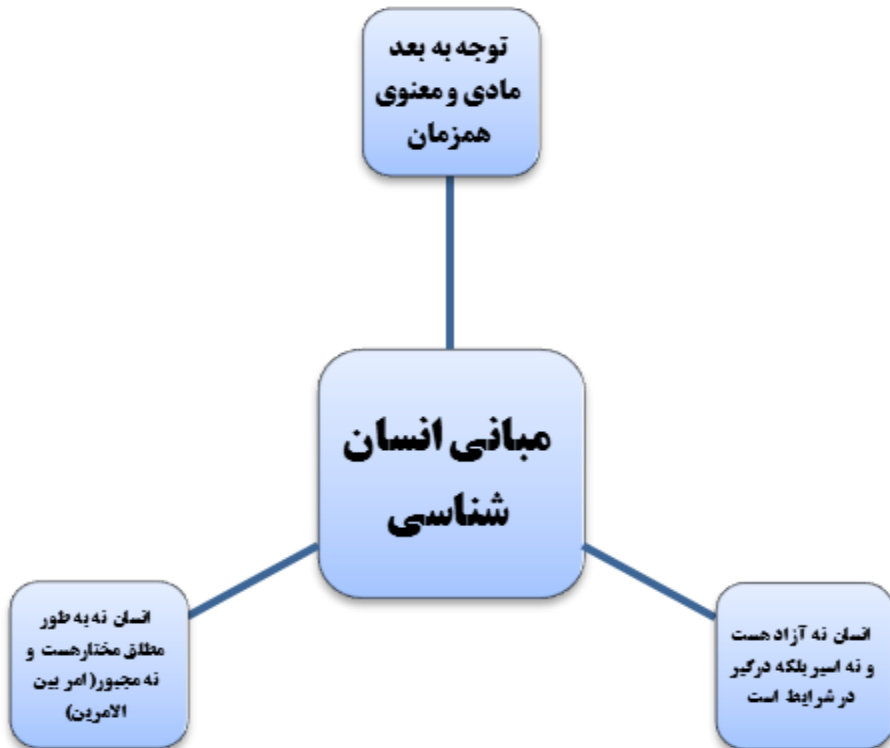 توجه به بعد
مادی و معنوی
همزمان
مبانی انسان
شناسی
انسان نه آزاد هست
و نه اسیر بلکه درگیر
در شرایط است
انسان نه به طور
مطلق مختارهست و
نه مجبور( امر بین
الامرین)